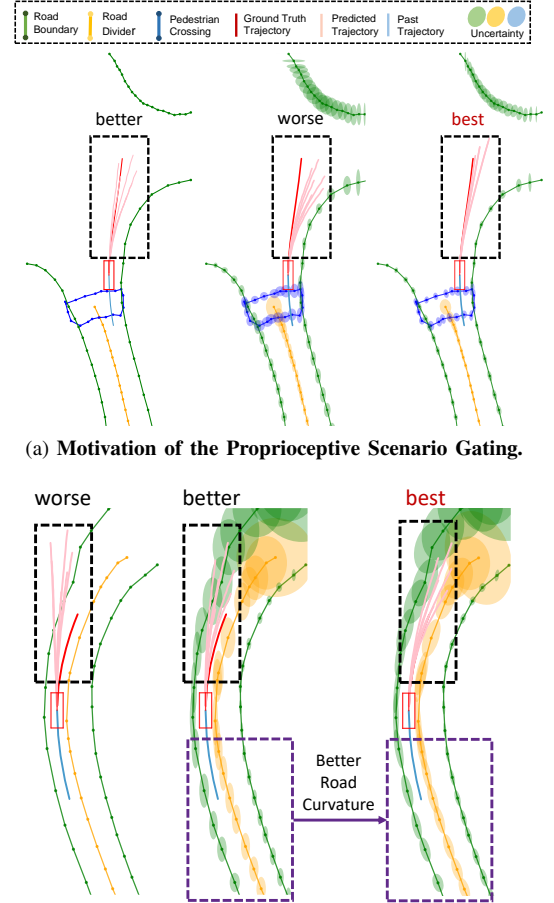 Road Boundary
Road Divider
Pedestrian Crossing
Ground Truth Trajectory
Predicted Trajectory
Past Trajectory
Uncertainty
better
worse
best
(a) Motivation of the Proprioceptive Scenario Gating.
worse
better
best
Better
Road
Curvature